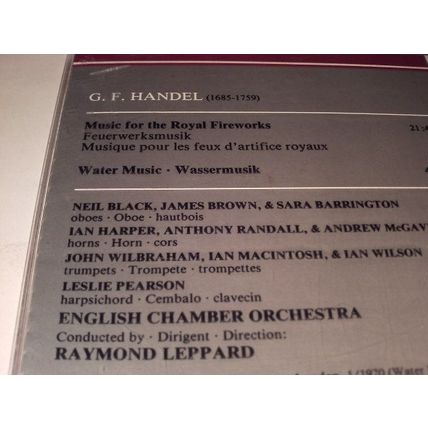 G. F. HANDEL (1685-1759)
Music for the Royal Fireworks
Feuerwerksmusik
Musique pour les feux d'artifice royaux
Water Music · Wassermusik
NEIL BLACK, JAMES BROWN, & SARA BARRINGTON
oboes · Oboe · hautbois
IAN HARPER, ANTHONY RANDALL, & ANDREW McGAV
horns · Horn · cors
JOHN WILBRAHAM, IAN MACINTOSH, & IAN WILSON
trumpets · Trompete · trompettes
LESLIE PEARSON
harpsichord · Cembalo · clavecin
ENGLISH CHAMBER ORCHESTRA
Conducted by · Dirigent · Direction:
RAYMOND LEPPARD
(Water